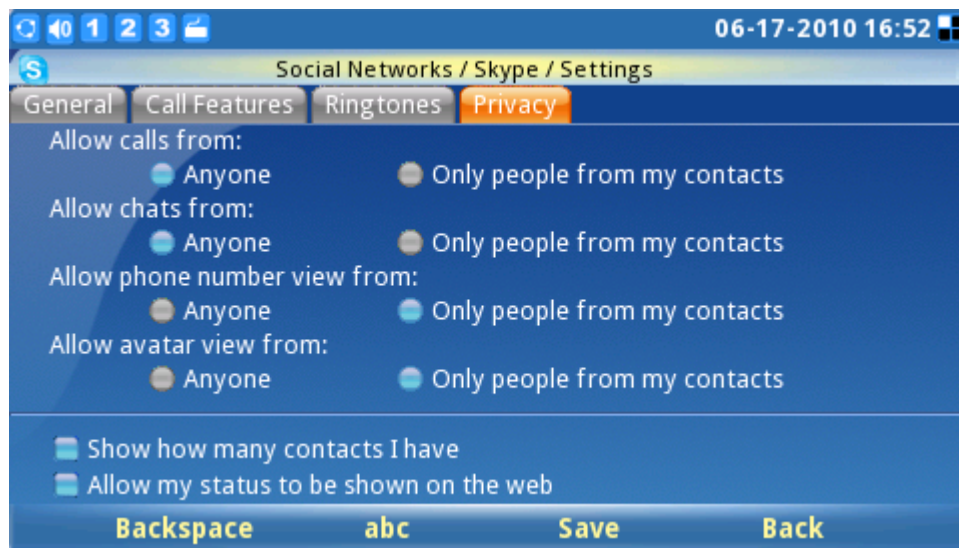 1 2 3 06-17-2010 16:52
S Social Networks / Skype / Settings
General Call Features Ringtones Privacy
Allow calls from:
Anyone Only people from my contacts
Allow chats from:
Anyone Only people from my contacts
Allow phone number view from:
Anyone Only people from my contacts
Allow avatar view from:
Anyone Only people from my contacts
Show how many contacts I have
Allow my status to be shown on the web
Backspace abc Save Back